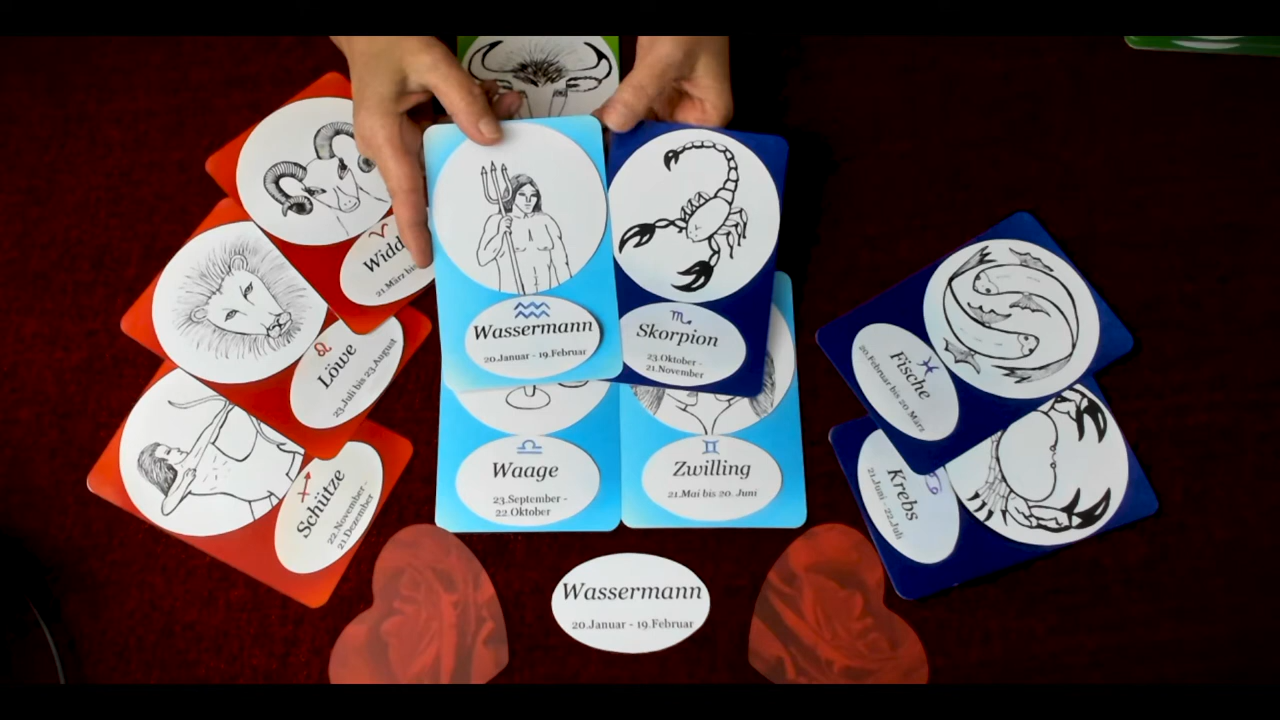 Widd
21.März bis
Löwe
23.Juli bis 23.August
Schütze
22.November -
21.Dezember
Wassermann
20.Januar - 19.Februar
Skorpion
23.Oktober -
21.November
Waage
23.September -
22.Oktober
Zwilling
21.Mai bis 20. Juni
Fische
20.Februar bis 20.März
Krebs
21.Juni - 22.Juli
Wassermann
20.Januar - 19.Februar